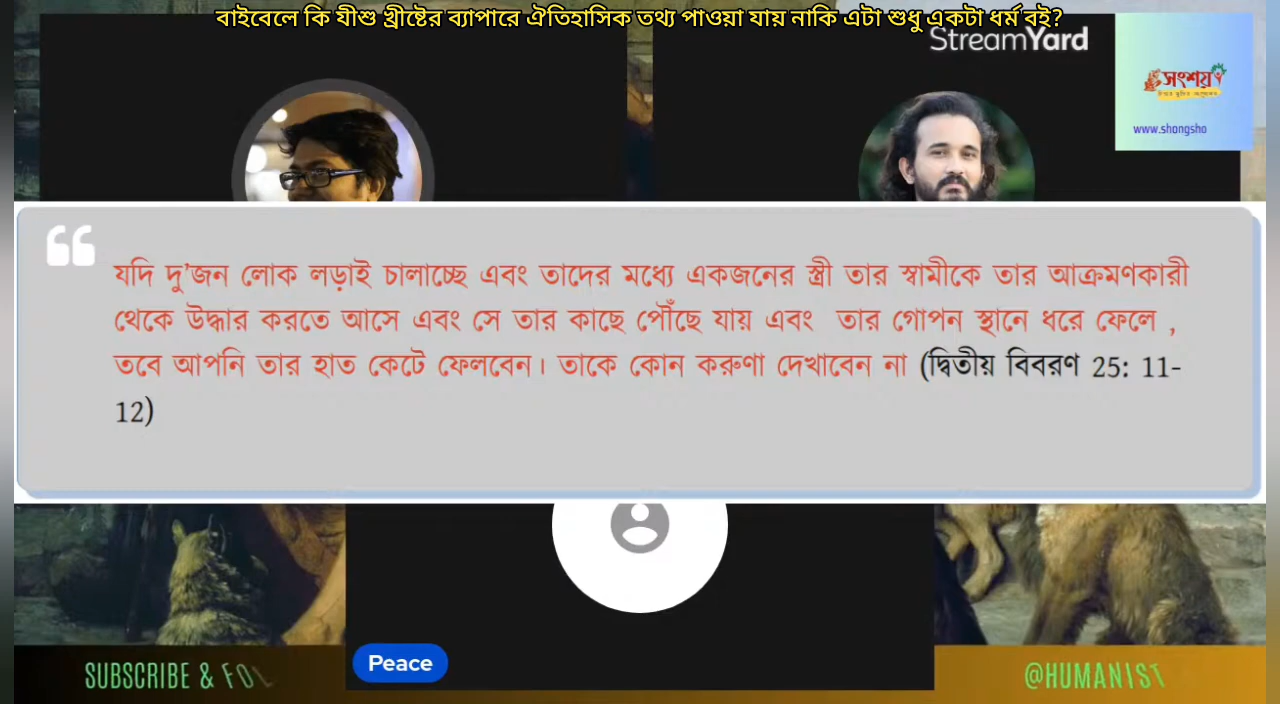 বাইবেলে কি যীশু খ্রীষ্টের ব্যাপারে ঐতিহাসিক তথ্য পাওয়া যায় নাকি এটা শুধু একটা ধর্ম বই?
StreamYard
সংশয়
www.shongsho
যদি দু’জন লোক লড়াই চালাচ্ছে এবং তাদের মধ্যে একজনের স্ত্রী তার স্বামীকে তার আক্রমণকারী
থেকে উদ্ধার করতে আসে এবং সে তার কাছে পৌঁছে যায় এবং তার গোপন স্থানে ধরে ফেলে ,
তবে আপনি তার হাত কেটে ফেলবেন। তাকে কোন করুণা দেখাবেন না (দ্বিতীয় বিবরণ 25: 11-
12)
Peace
SUBSCRIBE & FOL
@HUMANIST